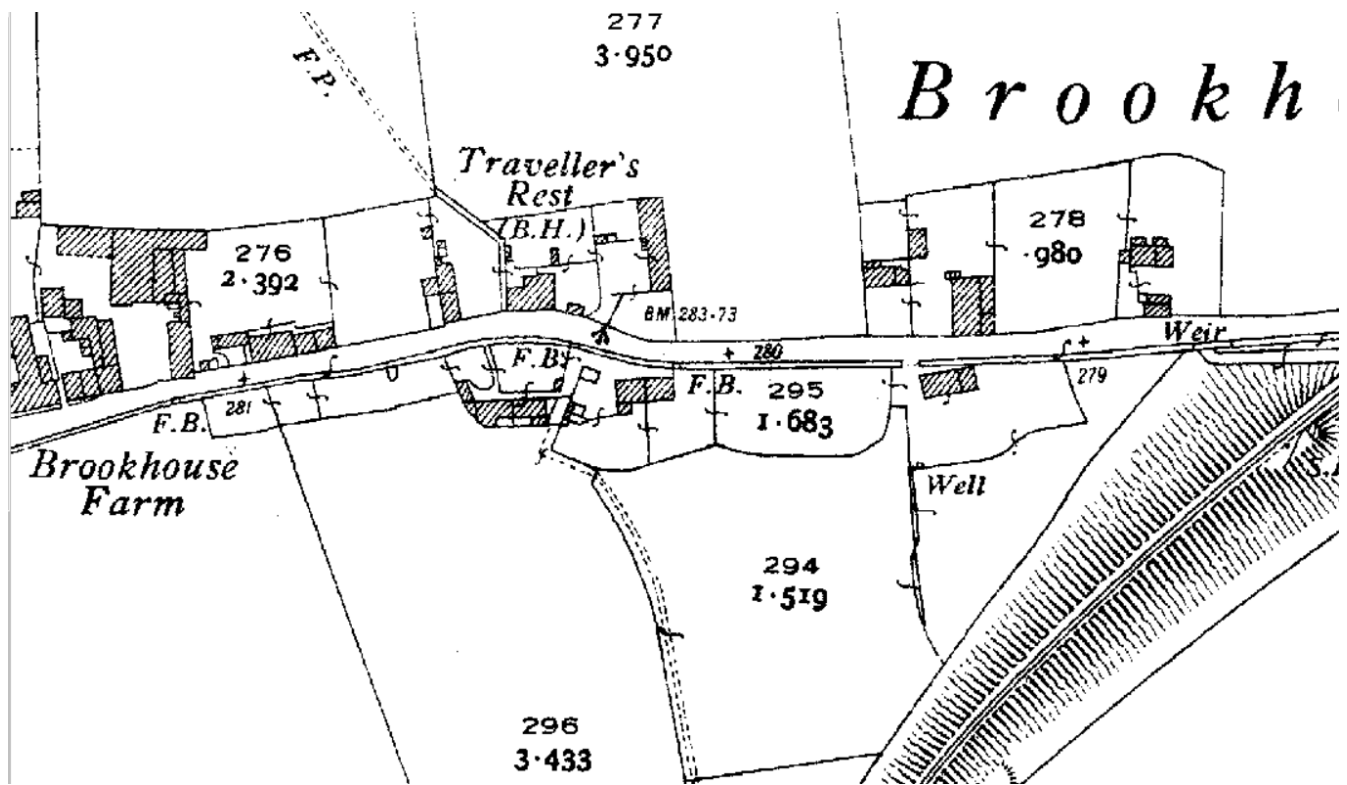 277
3·950
F.P.
Brookh
Traveller's
Rest
(B.H.)
276
2·392
278
·980
BM 283·73
Weir
F.B.
280
279
F.B.
295
1·683
281
F.B.
Brookhouse
Farm
Well
294
1·519
296
3·433